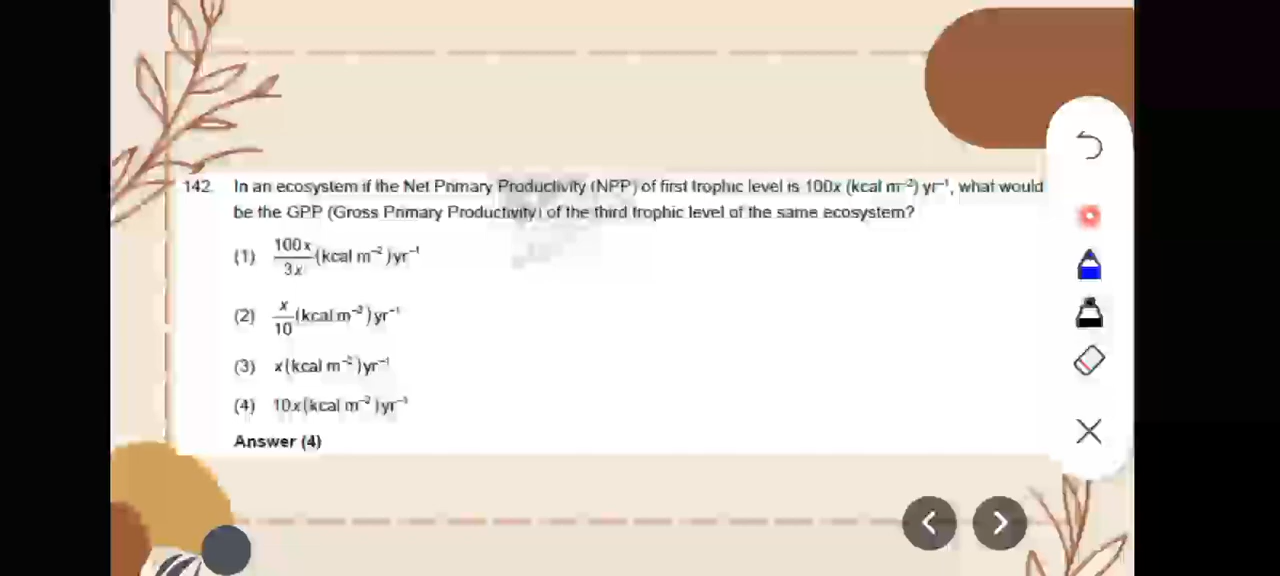 142. In an ecosystem if the Net Primary Productivity (NPP) of first trophic level is 100x (kcal m⁻²) yr⁻¹, what would
be the GPP (Gross Primary Productivity) of the third trophic level of the same ecosystem?
(1) 100x/3x (kcal m⁻²)yr⁻¹
(2) x/10 (kcal m⁻²)yr⁻¹
(3) x(kcal m⁻²)yr⁻¹
(4) 10x(kcal m⁻²)yr⁻¹
Answer (4)